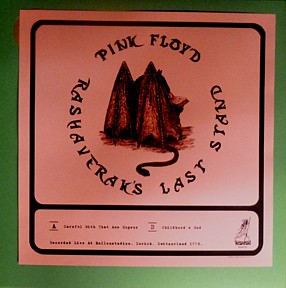 PINK FLOYD
RASHAVERAK'S LAST STAND
A Careful With That Axe Eugene B Childhood's End
Recorded Live At Hallenstadion, Zurich, Switzerland 1972.